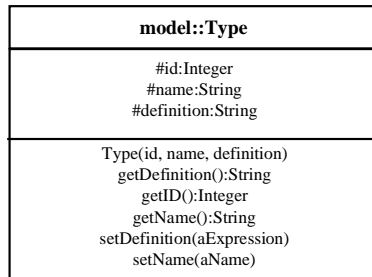 model::Type
#id:Integer
#name:String
#definition:String
Type(id, name, definition)
getDefinition():String
getID():Integer
getName():String
setDefinition(aExpression)
setName(aName)